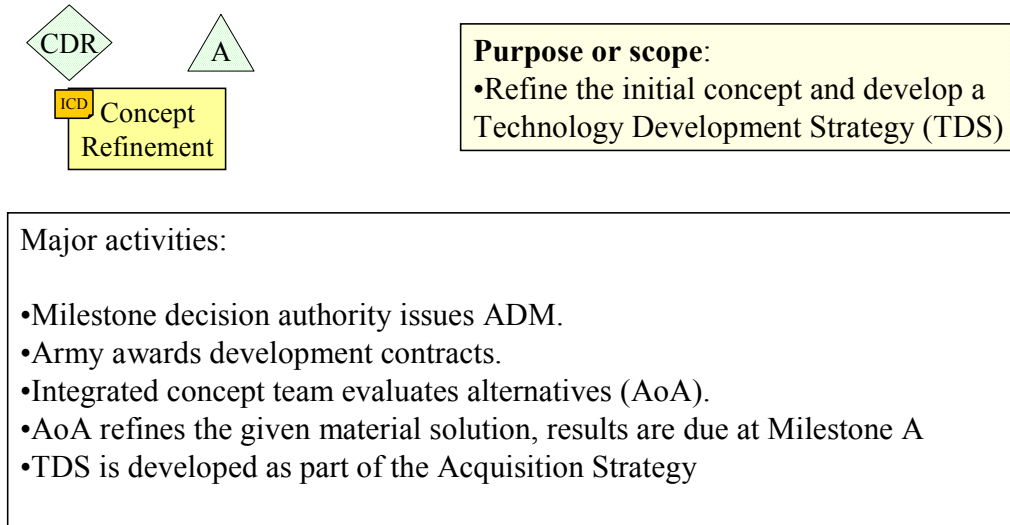 CDR
A
ICD
Concept
Refinement
Purpose or scope:
•Refine the initial concept and develop a
Technology Development Strategy (TDS)
Major activities:
•Milestone decision authority issues ADM.
•Army awards development contracts.
•Integrated concept team evaluates alternatives (AoA).
•AoA refines the given material solution, results are due at Milestone A
•TDS is developed as part of the Acquisition Strategy